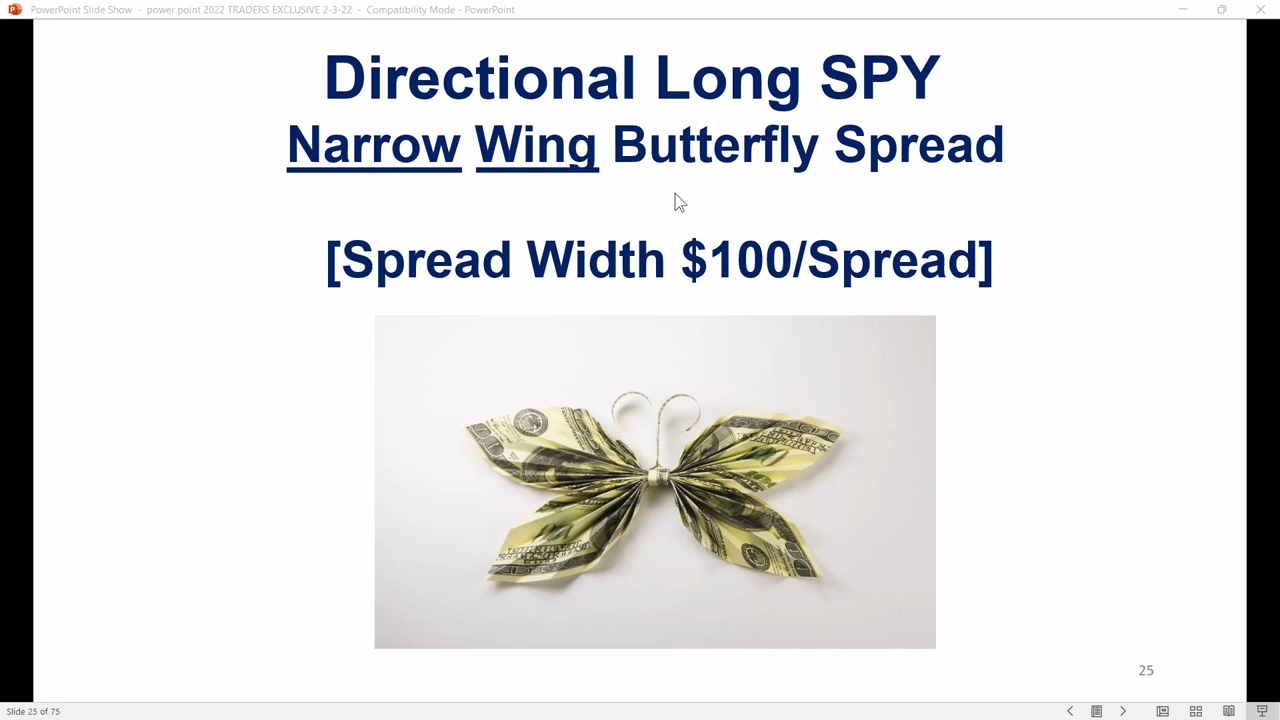 PowerPoint Slide Show - power point 2022 TRADERS EXCLUSIVE 2-3-22 - Compatibility Mode - PowerPoint
Directional Long SPY
Narrow Wing Butterfly Spread
[Spread Width $100/Spread]
25
Slide 25 of 75